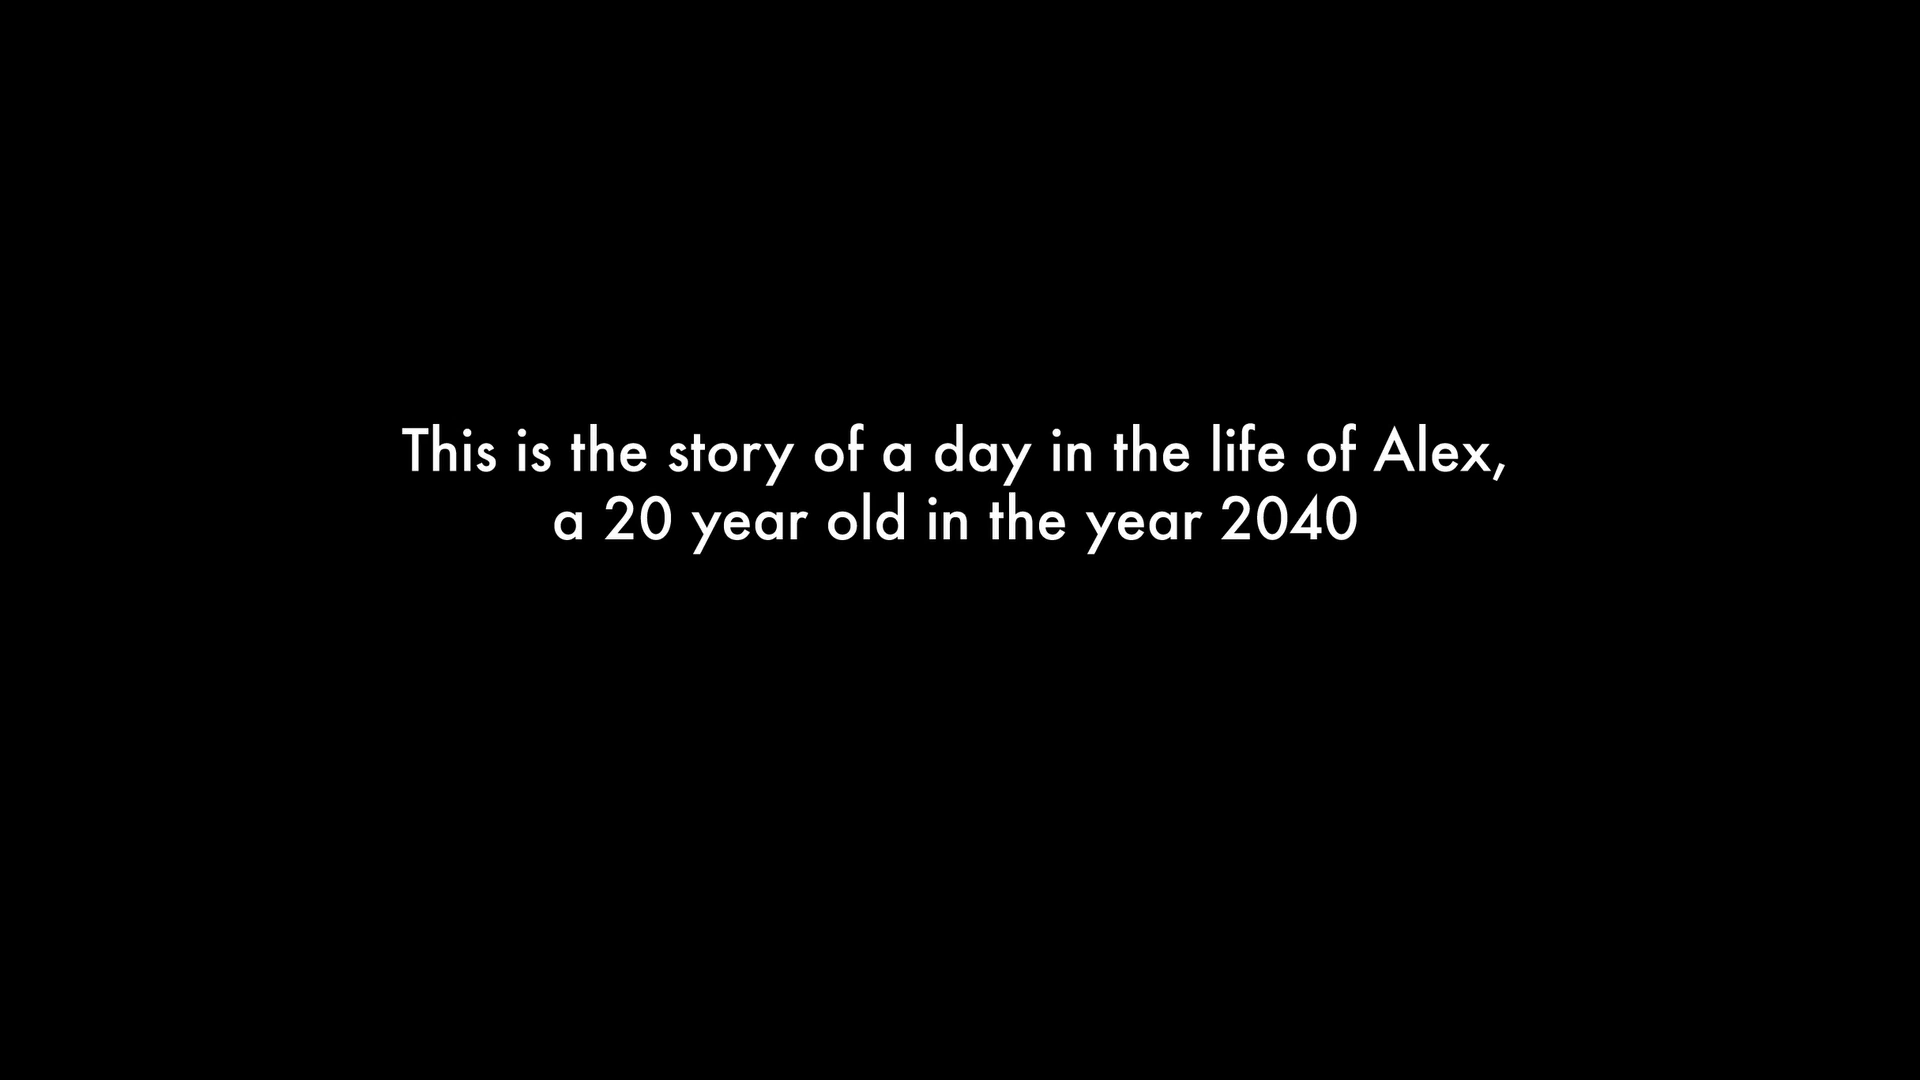 This is the story of a day in the life of Alex,
a 20 year old in the year 2040